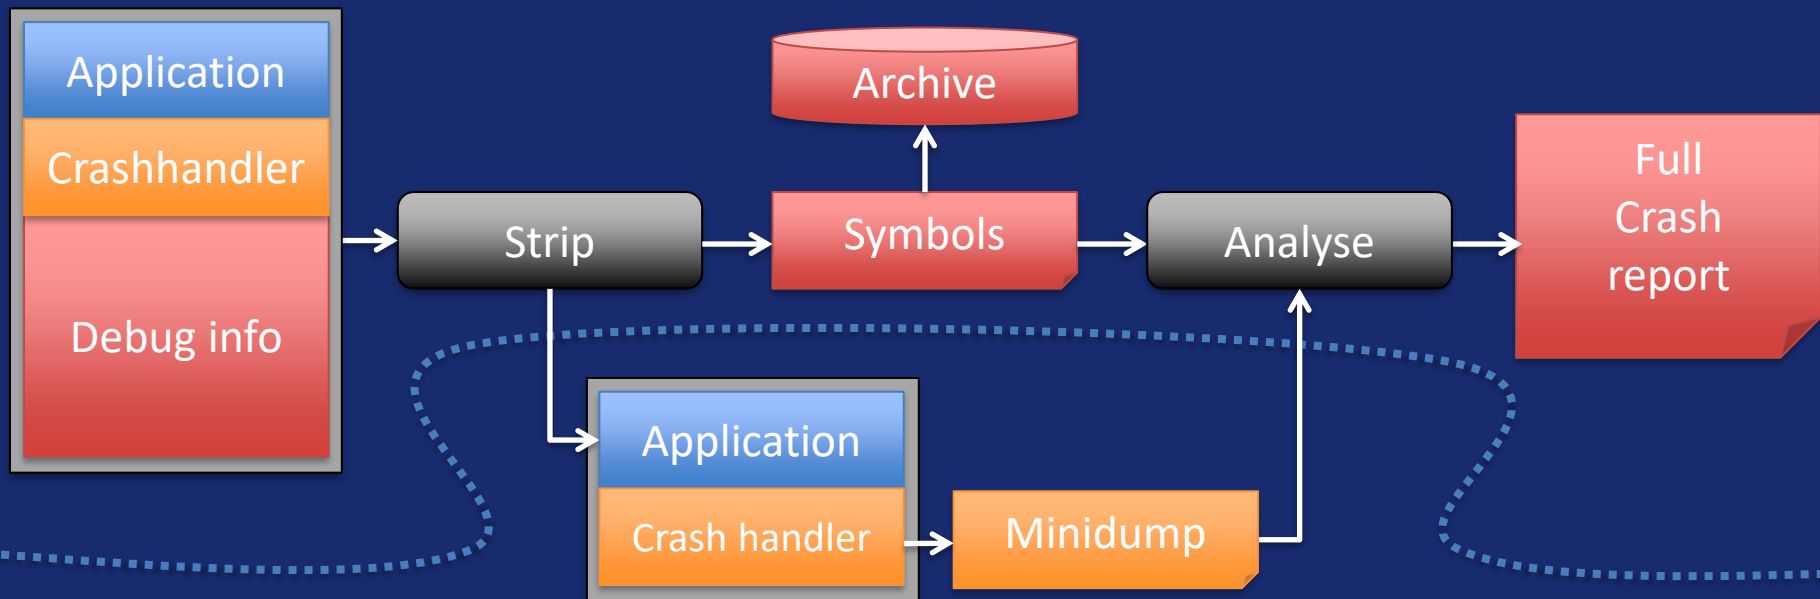 Application
Crashhandler
Debug info
Strip
Archive
Symbols
Analyse
Full
Crash
report
Application
Crash handler
Minidump